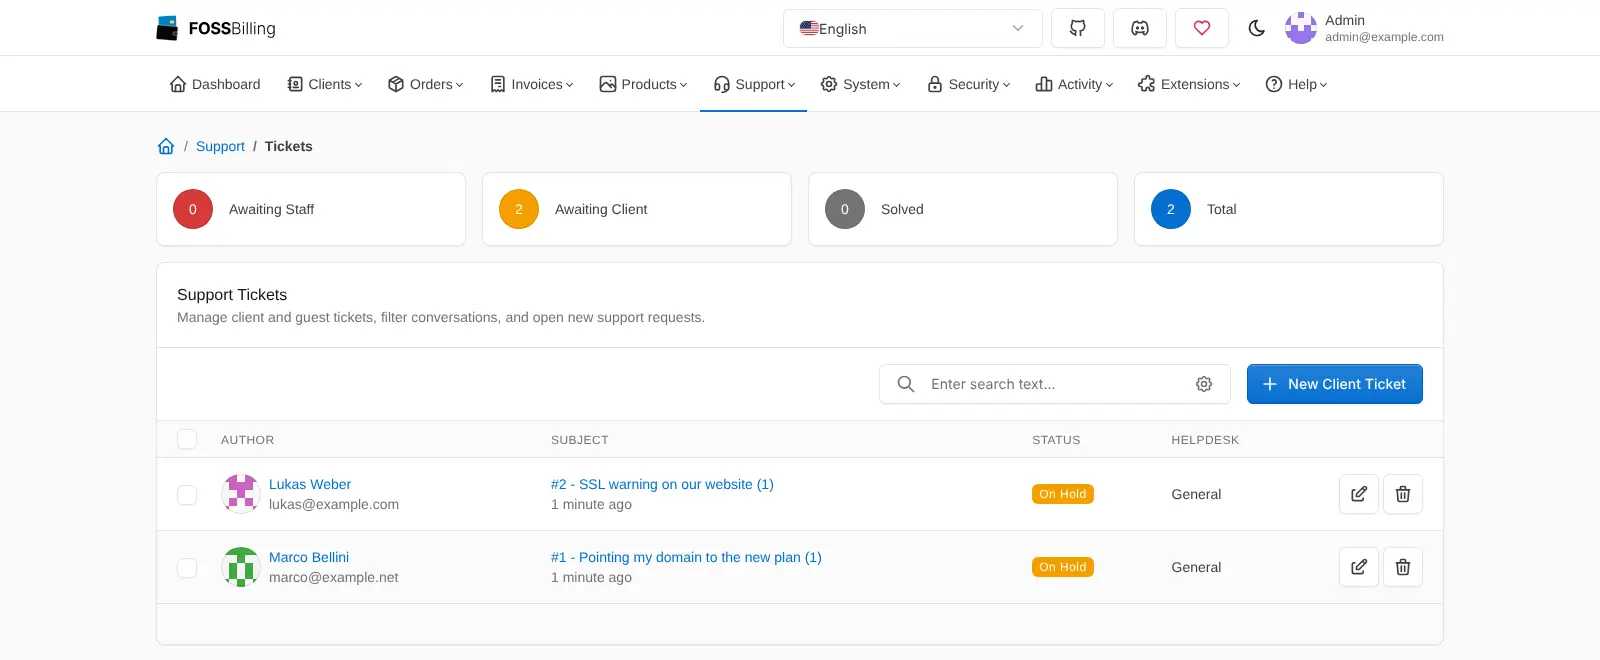 FOSSBilling
English
Admin
admin@example.com
Dashboard
Clients
Orders
Invoices
Products
Support
System
Security
Activity
Extensions
Help
/ Support / Tickets
0 Awaiting Staff
2 Awaiting Client
0 Solved
2 Total
Support Tickets
Manage client and guest tickets, filter conversations, and open new support requests.
Enter search text...
New Client Ticket
AUTHOR SUBJECT STATUS HELPDESK
Lukas Weber
lukas@example.com
#2 - SSL warning on our website (1)
1 minute ago
On Hold
General
Marco Bellini
marco@example.net
#1 - Pointing my domain to the new plan (1)
1 minute ago
On Hold
General